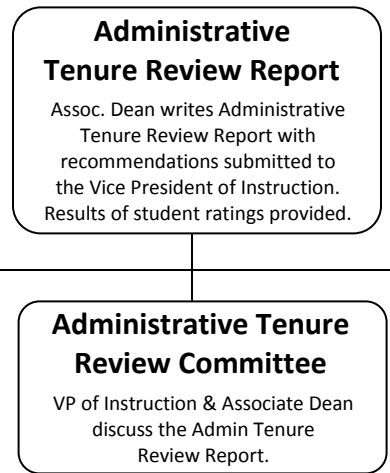 Administrative
Tenure Review Report
Assoc. Dean writes Administrative
Tenure Review Report with
recommendations submitted to
the Vice President of Instruction.
Results of student ratings provided.
Administrative Tenure
Review Committee
VP of Instruction & Associate Dean
discuss the Admin Tenure
Review Report.